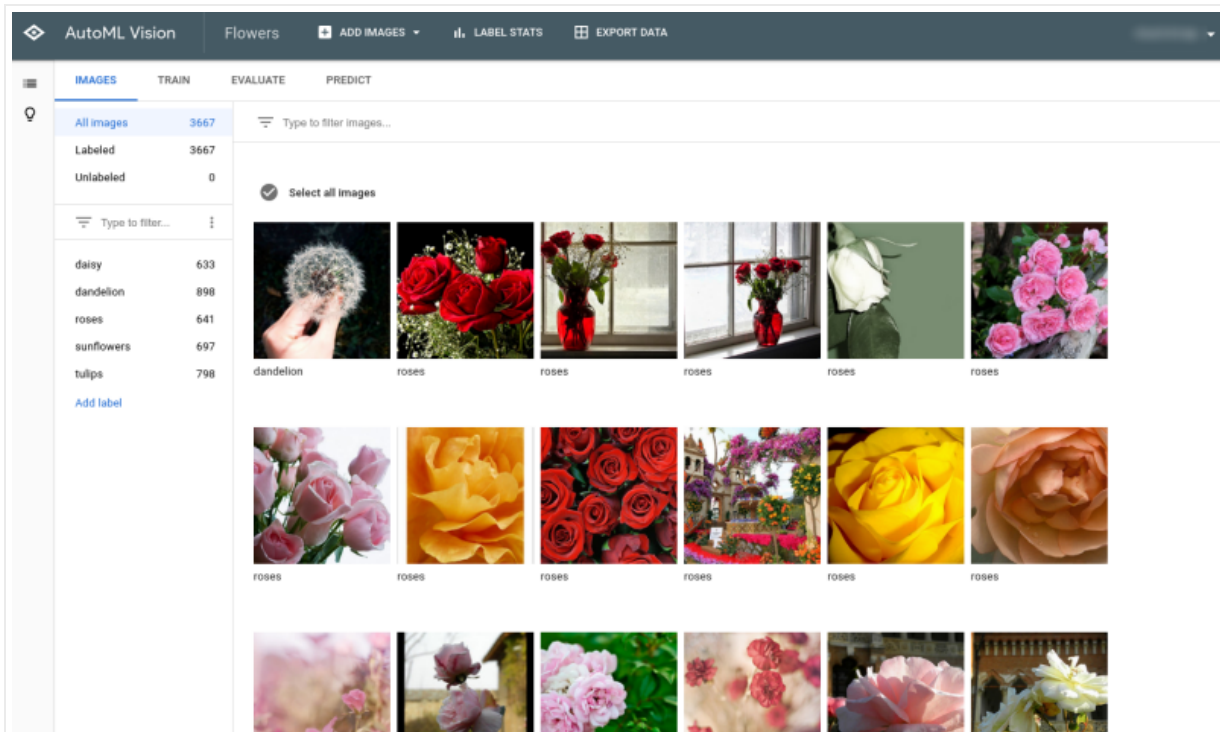 AutoML Vision Flowers ADD IMAGES LABEL STATS EXPORT DATA
IMAGES TRAIN EVALUATE PREDICT
All images 3667
Type to filter images...
Labeled 3667
Unlabeled 0
Select all images
Type to filter...
daisy 633
dandelion 898
roses 641
sunflowers 697
tulips 798
Add label
dandelion roses roses roses roses roses
roses roses roses roses roses roses